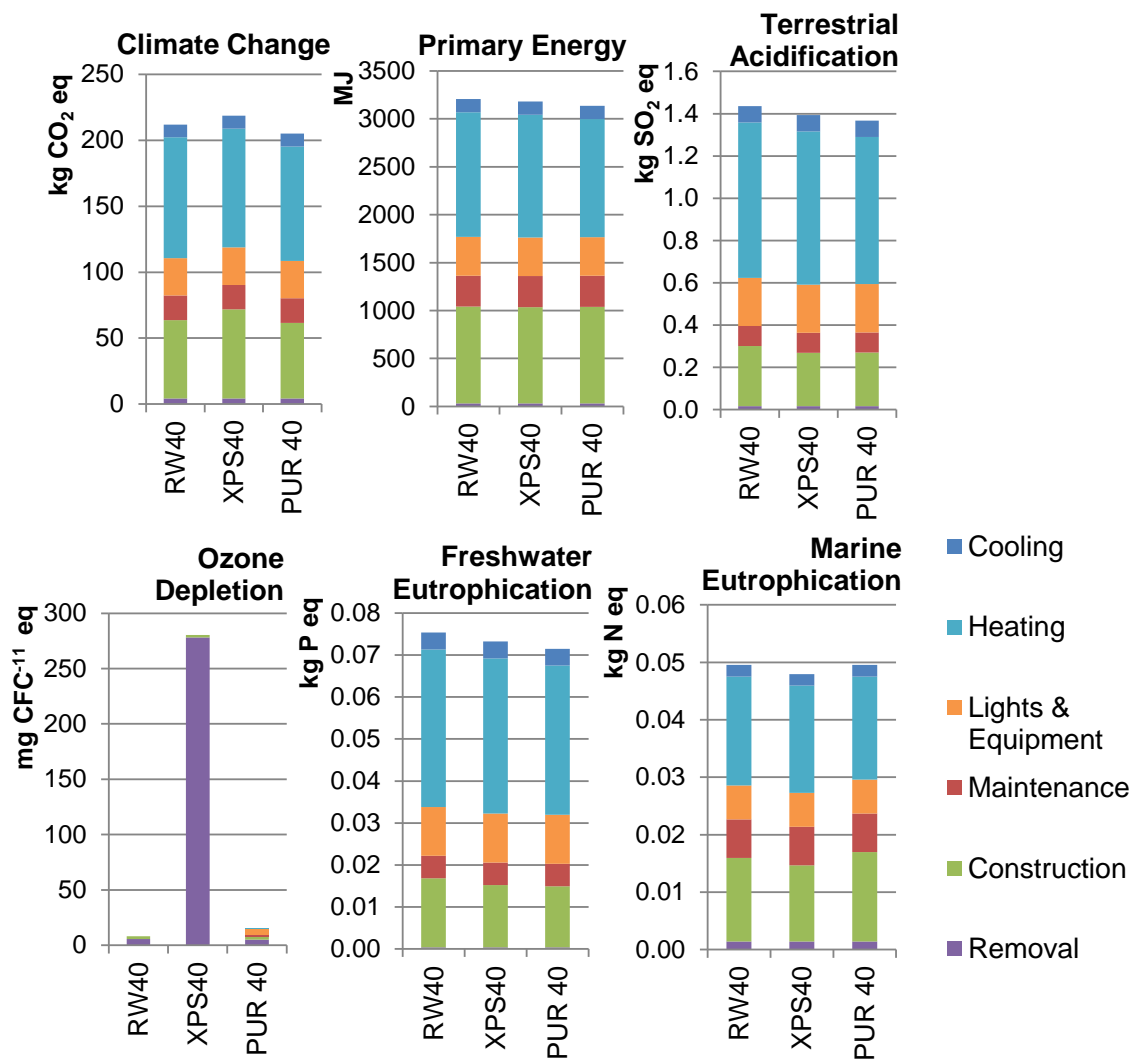 Climate Change
kg CO₂ eq
250
200
150
100
50
0
RW40
XPS40
PUR 40
Primary Energy
MJ
3500
3000
2500
2000
1500
1000
500
0
RW40
XPS40
PUR 40
Terrestrial
Acidification
kg SO₂ eq
1.6
1.4
1.2
1.0
0.8
0.6
0.4
0.2
0.0
RW40
XPS40
PUR 40
Ozone
Depletion
mg CFC⁻¹¹ eq
300
250
200
150
100
50
0
RW40
XPS40
PUR 40
Freshwater
Eutrophication
kg P eq
0.08
0.07
0.06
0.05
0.04
0.03
0.02
0.01
0.00
RW40
XPS40
PUR 40
Marine
Eutrophication
kg N eq
0.06
0.05
0.04
0.03
0.02
0.01
0.00
RW40
XPS40
PUR 40
Cooling
Heating
Lights &
Equipment
Maintenance
Construction
Removal